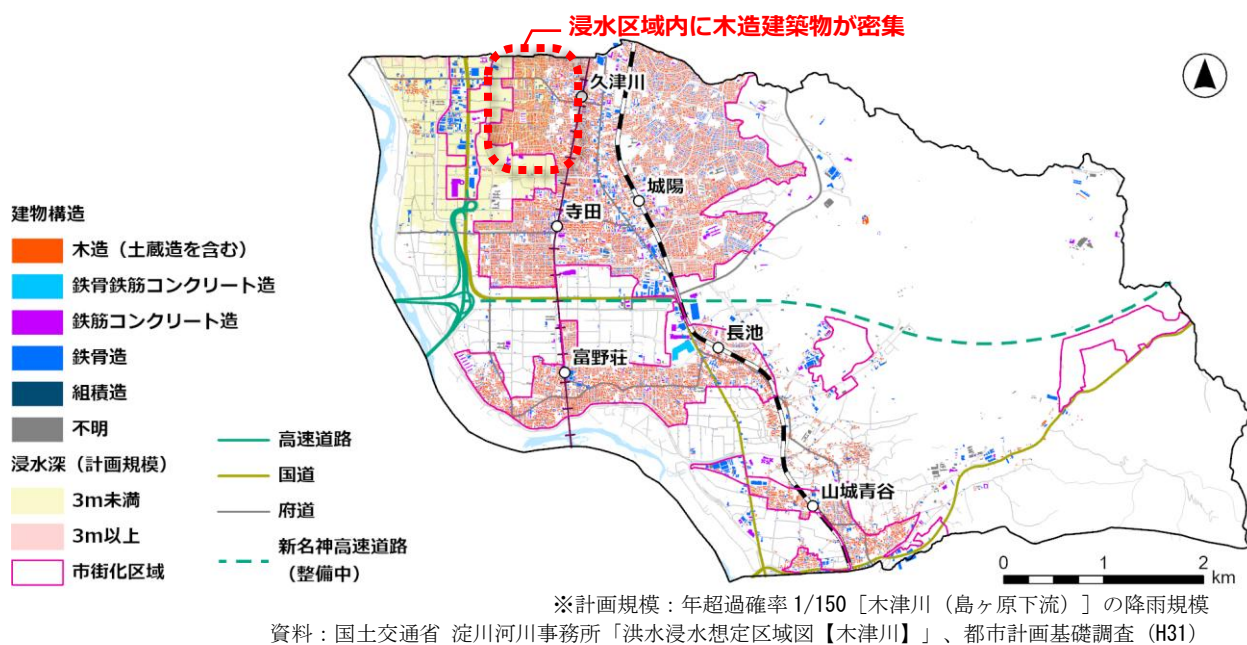 浸水区域内に木造建築物が密集
久津川
城陽
寺田
長池
富野荘
山城青谷
建物構造
木造（土蔵造を含む）
鉄骨鉄筋コンクリート造
鉄筋コンクリート造
鉄骨造
組積造
不明
浸水深（計画規模）
3m未満
3m以上
市街化区域
高速道路
国道
府道
新名神高速道路
（整備中）
0 1 2
km
※計画規模：年超過確率 1/150［木津川（島ヶ原下流）］の降雨規模
資料：国土交通省 淀川河川事務所「洪水浸水想定区域図【木津川】」、都市計画基礎調査（H31）